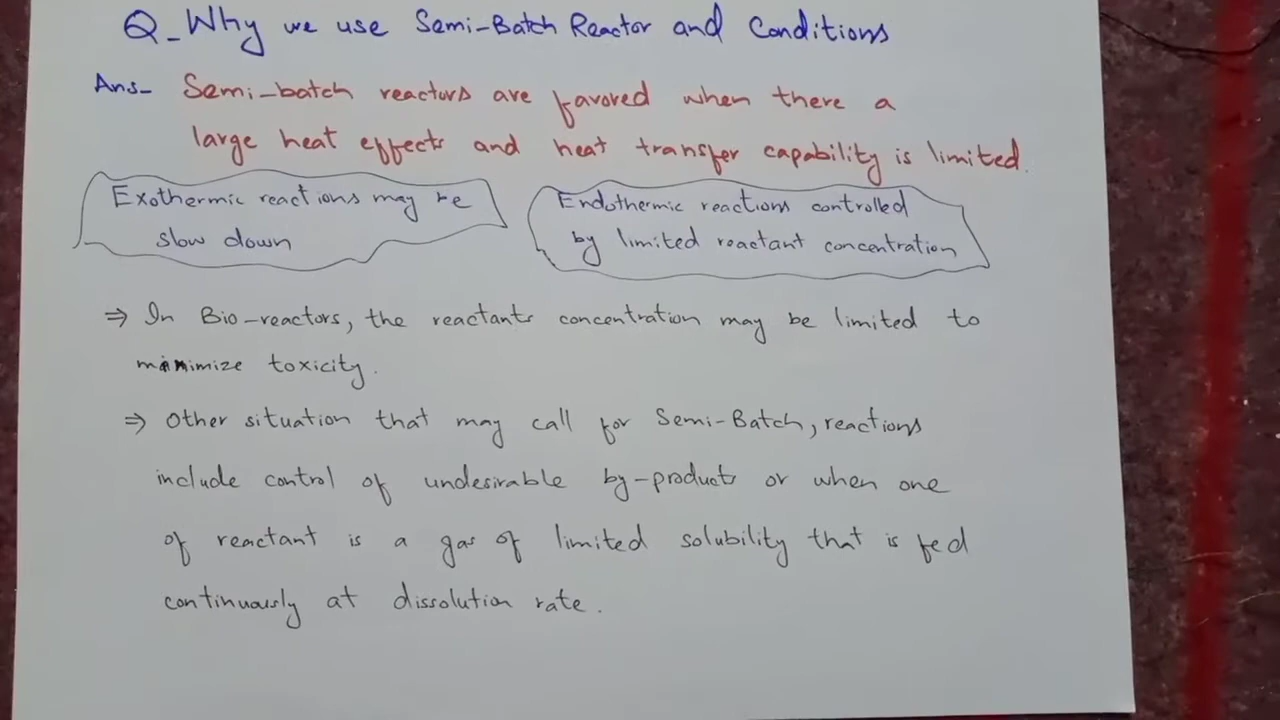 Q_ Why we use Semi-Batch Reactor and Conditions
Ans_ Semi-batch reactors are favored when there a
large heat effects and heat transfer capability is limited.
Exothermic reactions may be
slow down
Endothermic reactions controlled
by limited reactant concentration
⇒ In Bio-reactors, the reactants concentration may be limited to
minimize toxicity.
⇒ Other situation that may call for Semi-Batch, reactions
include control of undesirable by-products or when one
of reactant is a gas of limited solubility that is fed
continuously at dissolution rate.